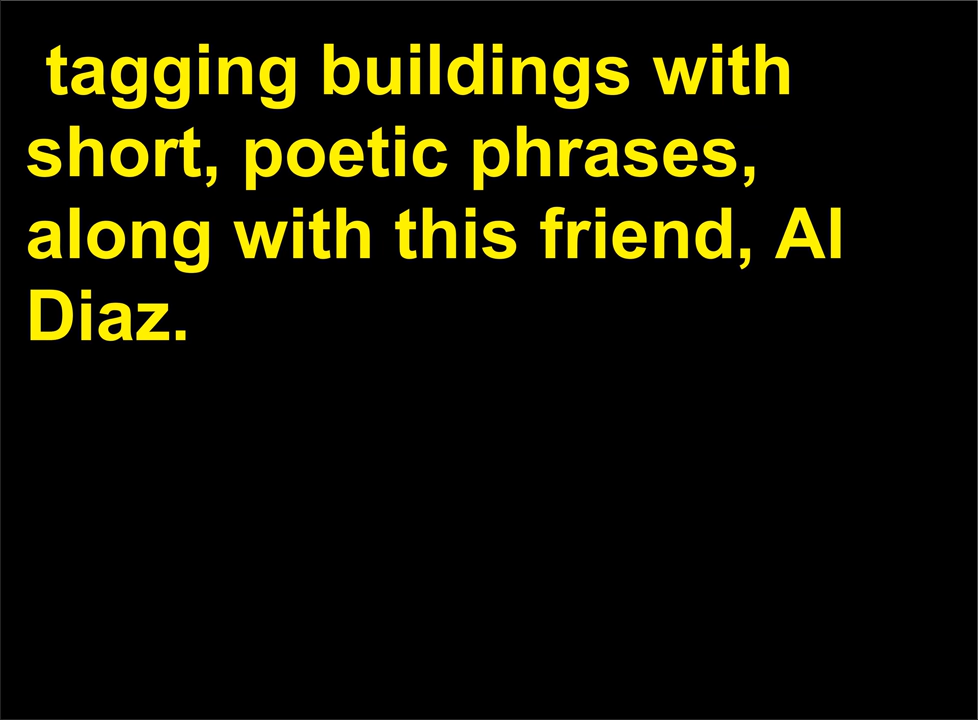 tagging buildings with
short, poetic phrases,
along with this friend, Al
Diaz.